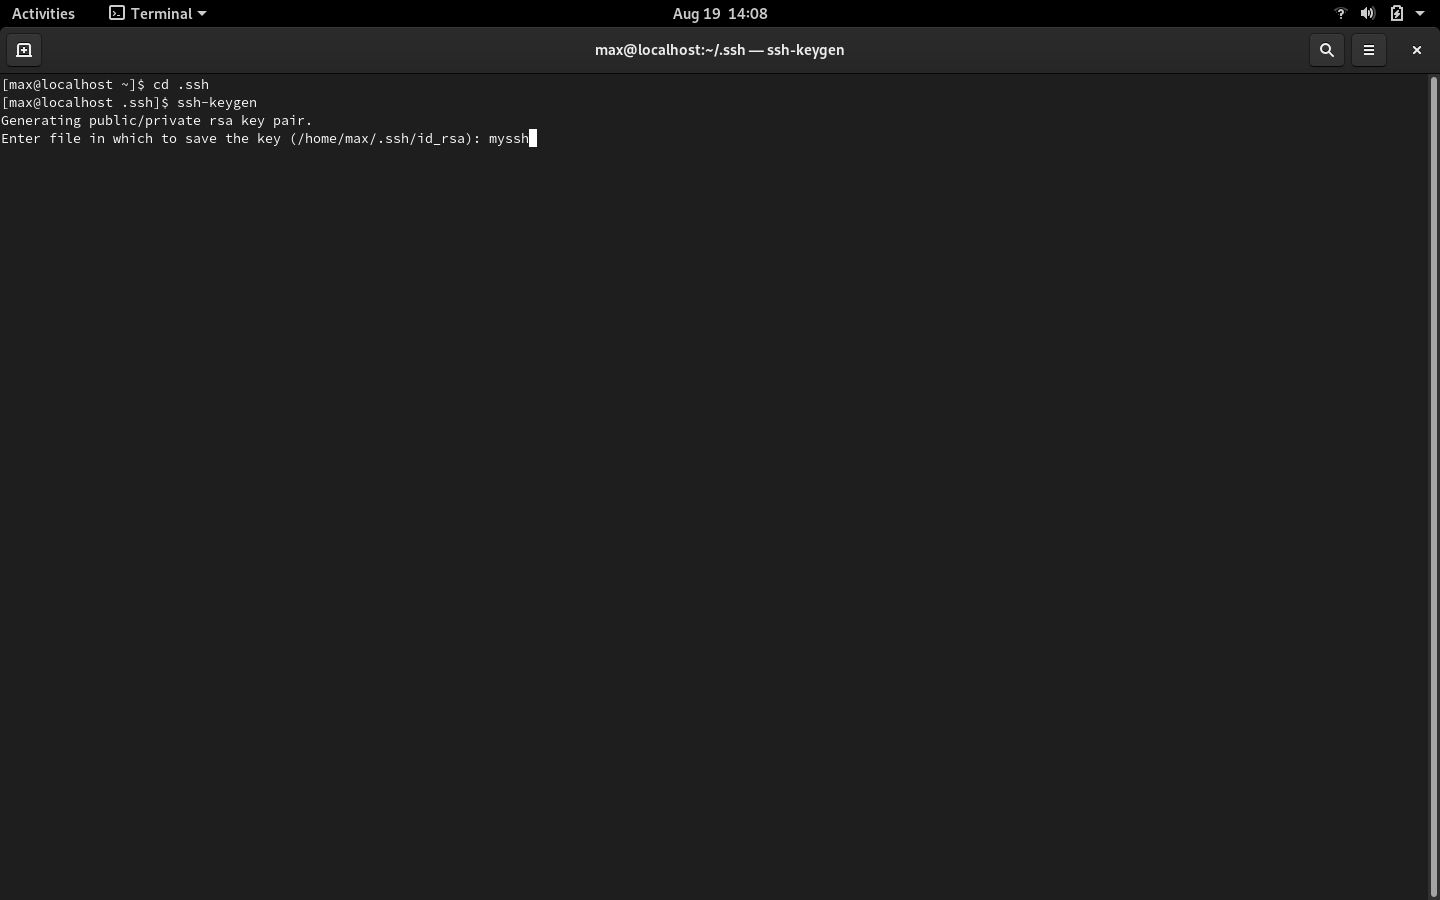 Activities Terminal Aug 19 14:08
max@localhost:~/.ssh — ssh-keygen
[max@localhost ~]$ cd .ssh
[max@localhost .ssh]$ ssh-keygen
Generating public/private rsa key pair.
Enter file in which to save the key (/home/max/.ssh/id_rsa): myssh